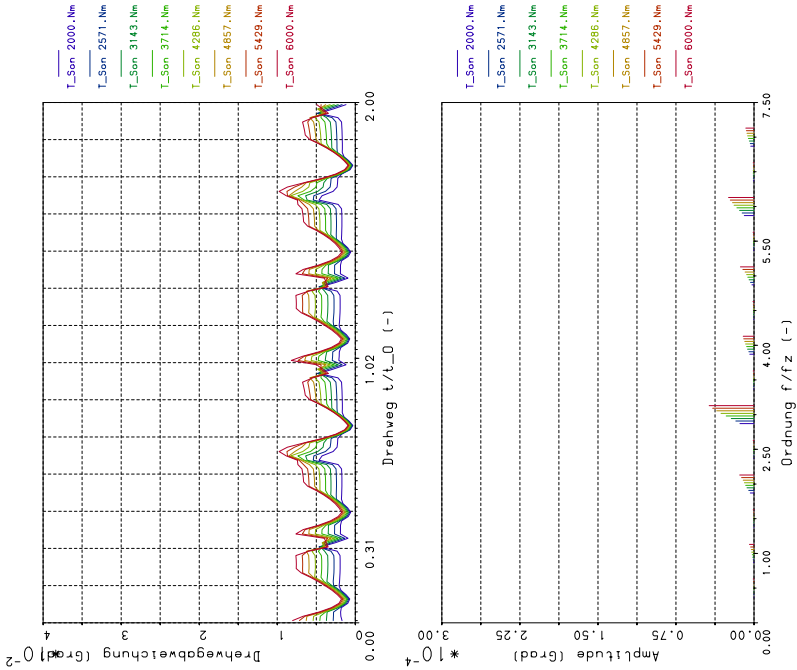 T_Son 2000.Nm
T_Son 2571.Nm
T_Son 3143.Nm
T_Son 3714.Nm
T_Son 4286.Nm
T_Son 4857.Nm
T_Son 5429.Nm
T_Son 6000.Nm
4
3
2
1
0
*10⁻²
Drehwegabweichung (Grad)
0.00
0.31
1.02
2.00
Drehweg t/t_0 (-)
T_Son 2000.Nm
T_Son 2571.Nm
T_Son 3143.Nm
T_Son 3714.Nm
T_Son 4286.Nm
T_Son 4857.Nm
T_Son 5429.Nm
T_Son 6000.Nm
3.00
2.25
1.50
0.75
0.00
*10⁻⁴
Amplitude (Grad)
0.00
1.00
2.50
4.00
5.50
7.50
Ordnung f/fz (-)